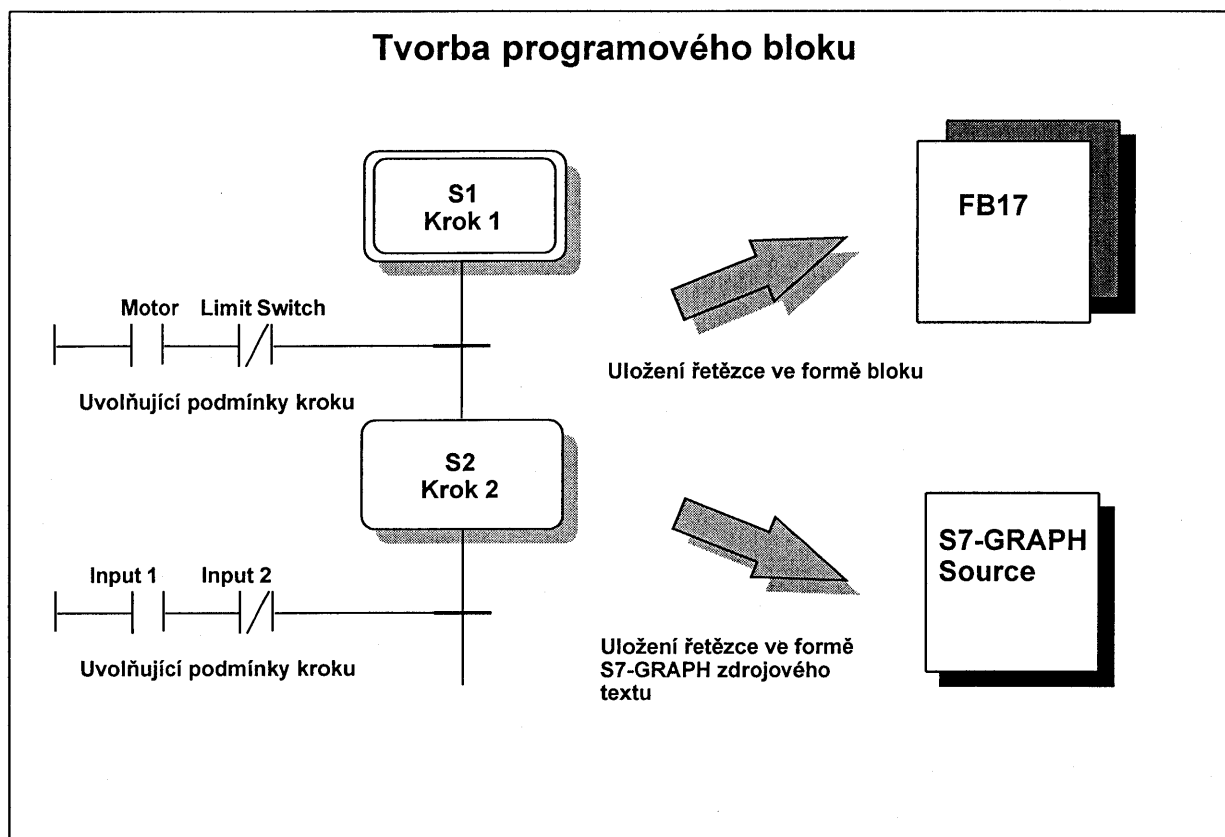 Tvorba programového bloku
S1
Krok 1
FB17
Motor
Limit Switch
Uložení řetězce ve formě bloku
Uvolňující podmínky kroku
S2
Krok 2
S7-GRAPH
Source
Input 1
Input 2
Uložení řetězce ve formě
S7-GRAPH zdrojového
textu
Uvolňující podmínky kroku